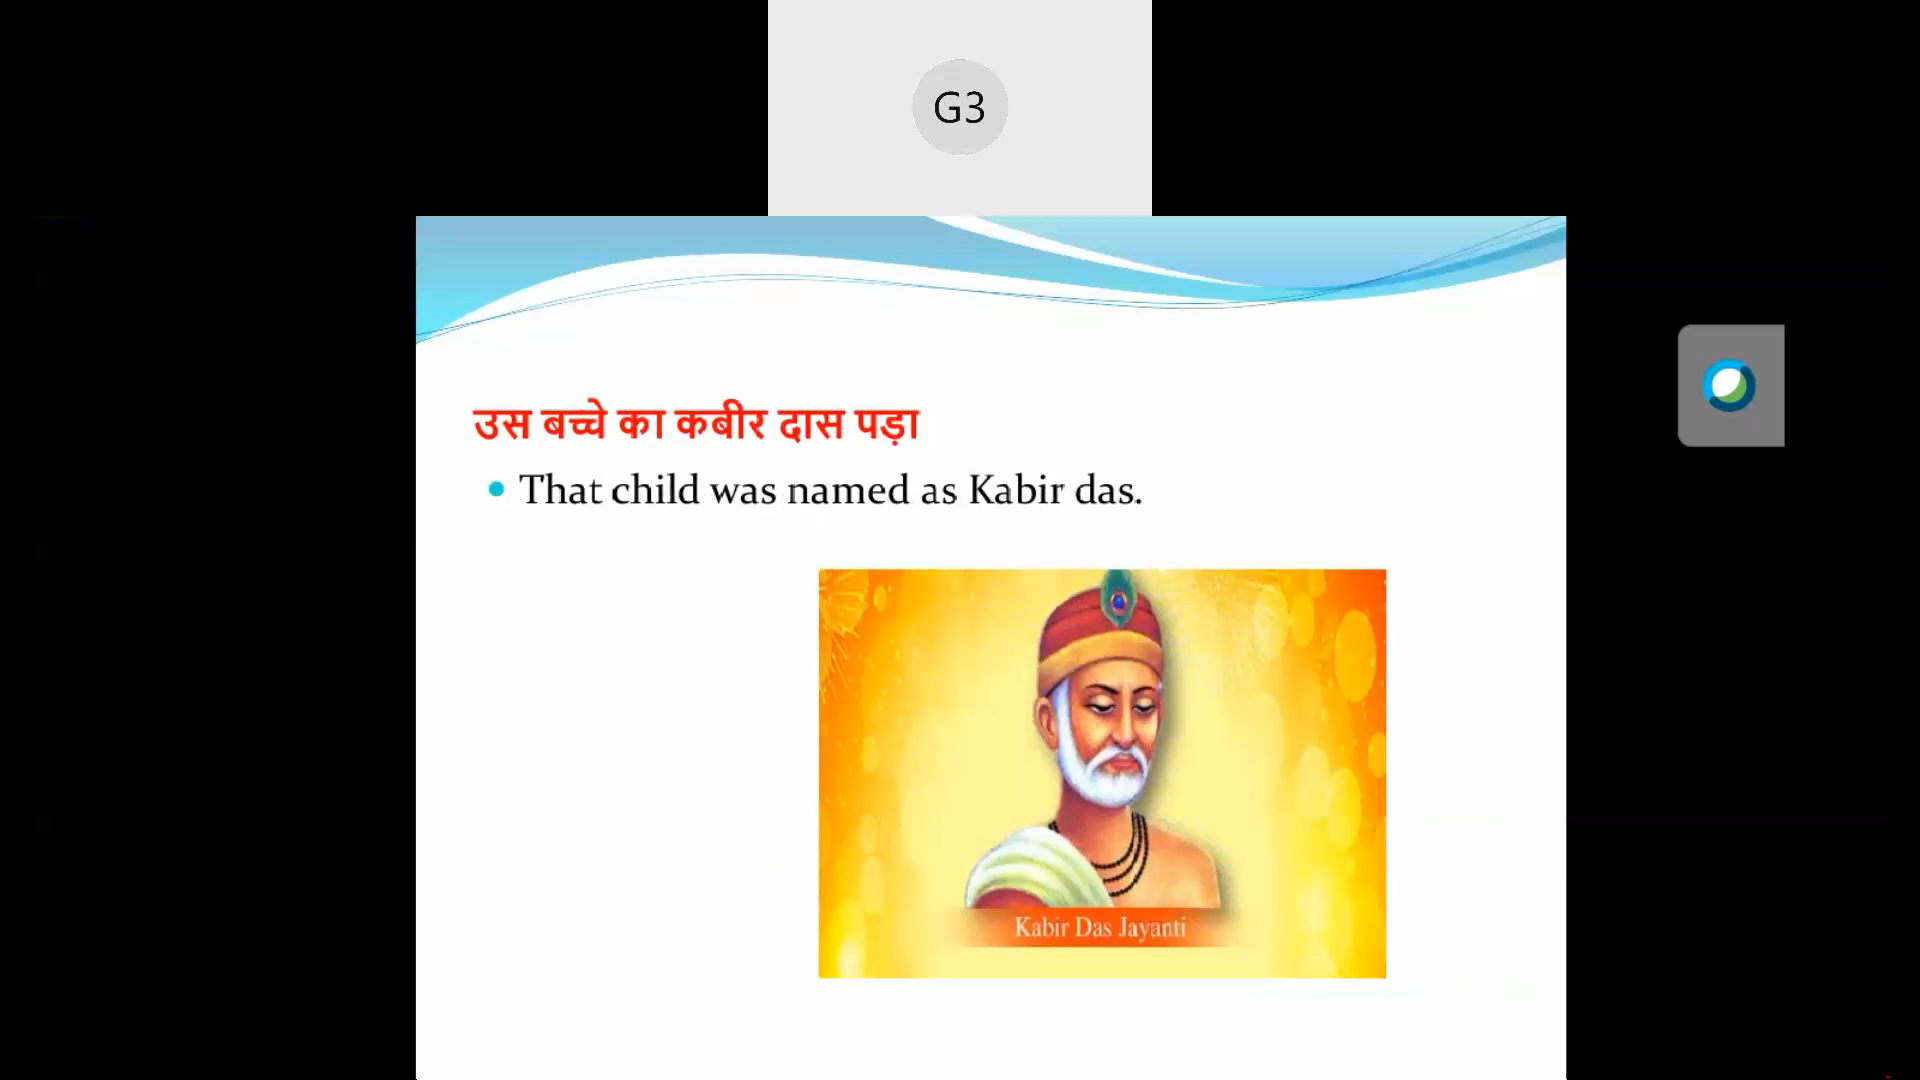 G3
उस बच्चे का कबीर दास पड़ा
That child was named as Kabir das.
Kabir Das Jayanti